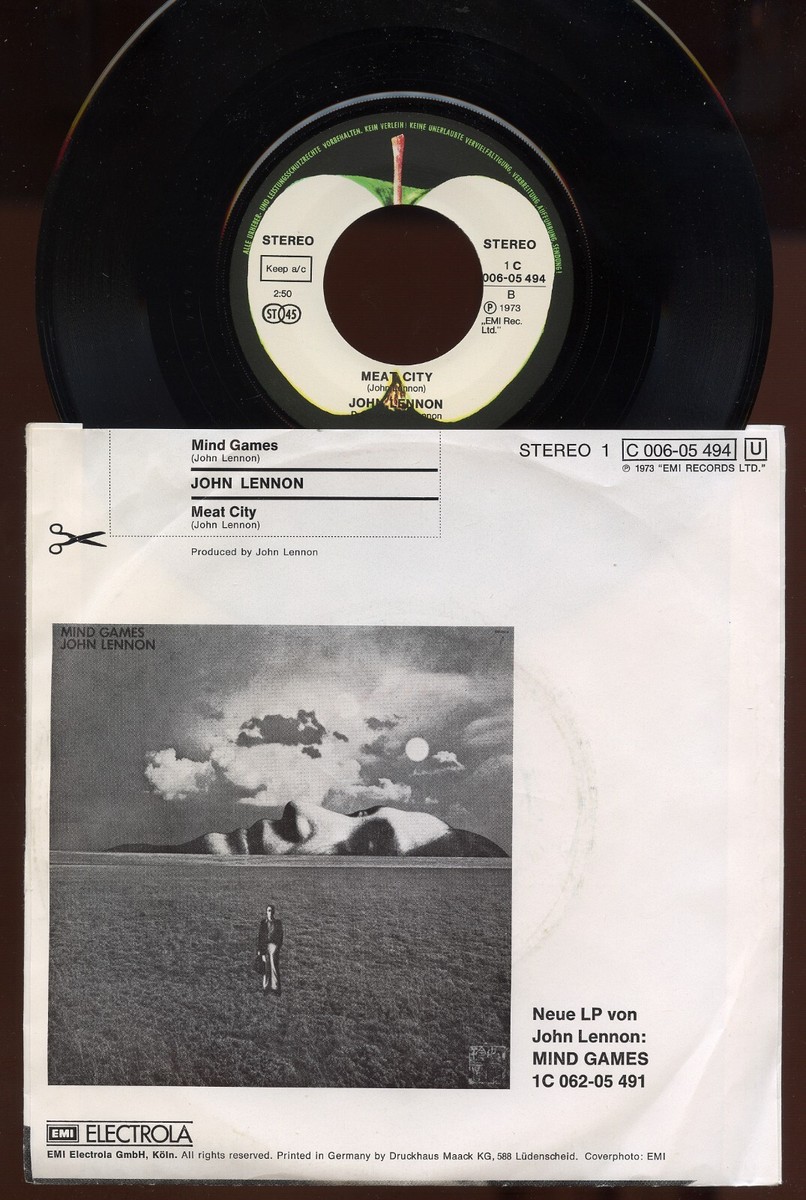 ALLE URHEBER- UND LEISTUNGSSCHUTZRECHTE VORBEHALTEN. KEIN VERLEIH! KEINE UNERLAUBTE VERVIELFÄLTIGUNG, VERBREITUNG, AUFFÜHRUNG, SENDUNG!
STEREO
Keep a/c
2:50
ST 45
STEREO
1 C
006-05 494
B
Ⓟ 1973
„EMI Rec.
Ltd."
MEAT CITY
(John Lennon)
JOHN LENNON
Mind Games
(John Lennon)
JOHN LENNON
Meat City
(John Lennon)
Produced by John Lennon
STEREO 1 C 006-05 494 U
℗ 1973 "EMI RECORDS LTD."
MIND GAMES
JOHN LENNON
Neue LP von
John Lennon:
MIND GAMES
1C 062-05 491
EMI ELECTROLA
EMI Electrola GmbH, Köln. All rights reserved. Printed in Germany by Druckhaus Maack KG, 588 Lüdenscheid. Coverphoto: EMI